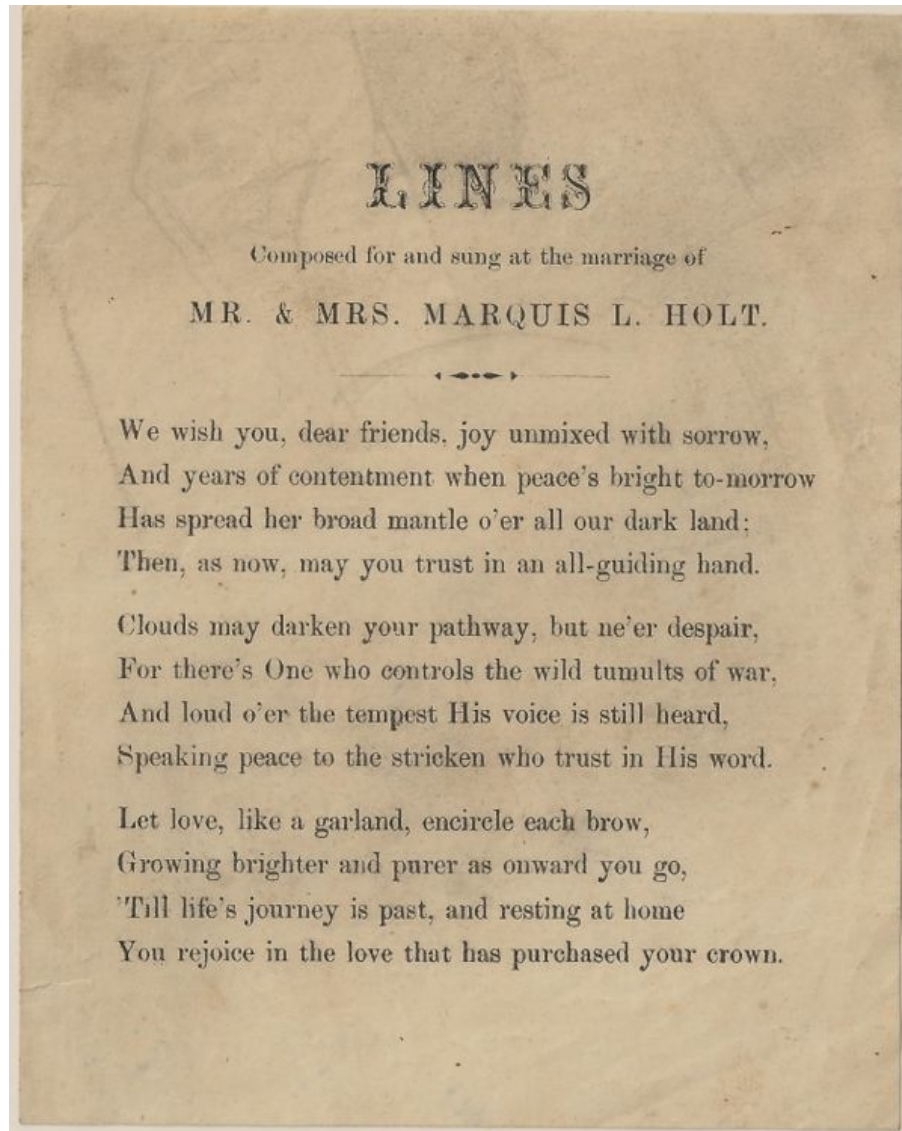 LINES
Composed for and sung at the marriage of
MR. & MRS. MARQUIS L. HOLT.
We wish you, dear friends, joy unmixed with sorrow,
And years of contentment when peace's bright to-morrow
Has spread her broad mantle o'er all our dark land;
Then, as now, may you trust in an all-guiding hand.
Clouds may darken your pathway, but ne'er despair,
For there's One who controls the wild tumults of war,
And loud o'er the tempest His voice is still heard,
Speaking peace to the stricken who trust in His word.
Let love, like a garland, encircle each brow,
Growing brighter and purer as onward you go,
'Till life's journey is past, and resting at home
You rejoice in the love that has purchased your crown.